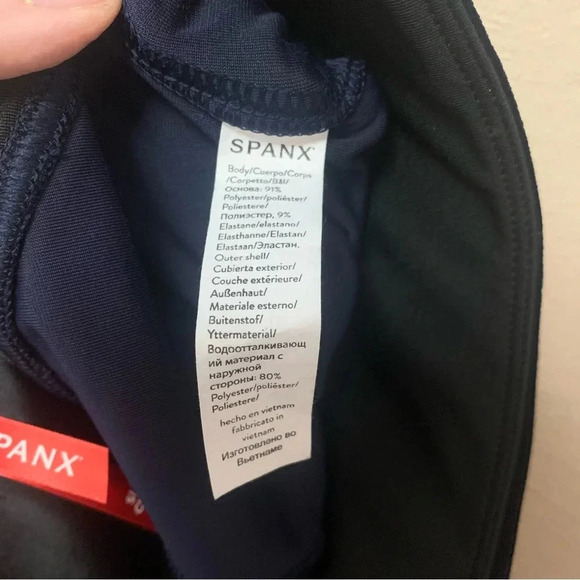 SPANX
Body/Cuerpo/Corps
/Corpetto/Bål/
Основа: 91%
Polyester/poliéster/
Poliestere/
Полиэстер, 9%
Elastane/elastano/
Elasthanne/Elastan/
Elastaan/Эластан.
Outer shell/
Cubierta exterior/
Couche extérieure/
Außenhaut/
Materiale esterno/
Buitenstof/
Yttermaterial/
Водоотталкивающ
ий материал с
наружной
стороны: 80%
Polyester/poliéster/
Poliestere/
hecho en vietnam
fabbricato in
vietnam
Изготовлено во
Вьетнаме
PANX